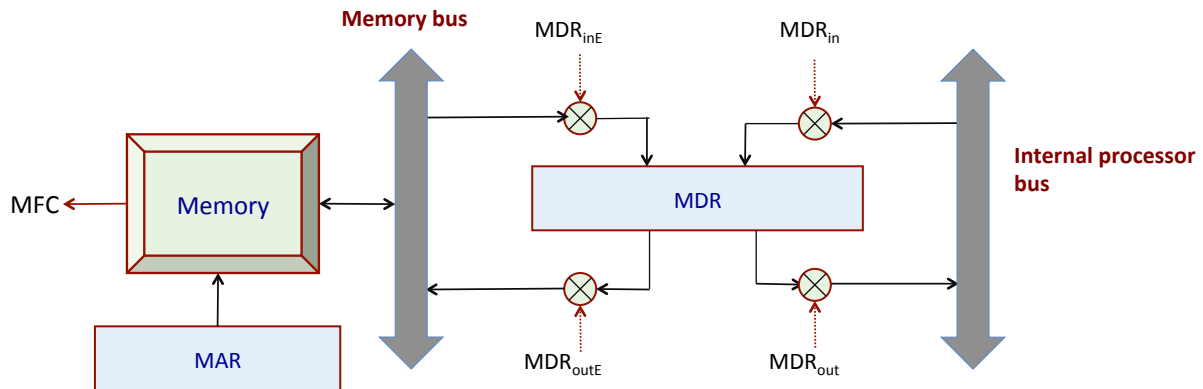 Memory bus
MDRinE
MDRin
Internal processor
bus
MFC
Memory
MDR
MAR
MDRoutE
MDRout